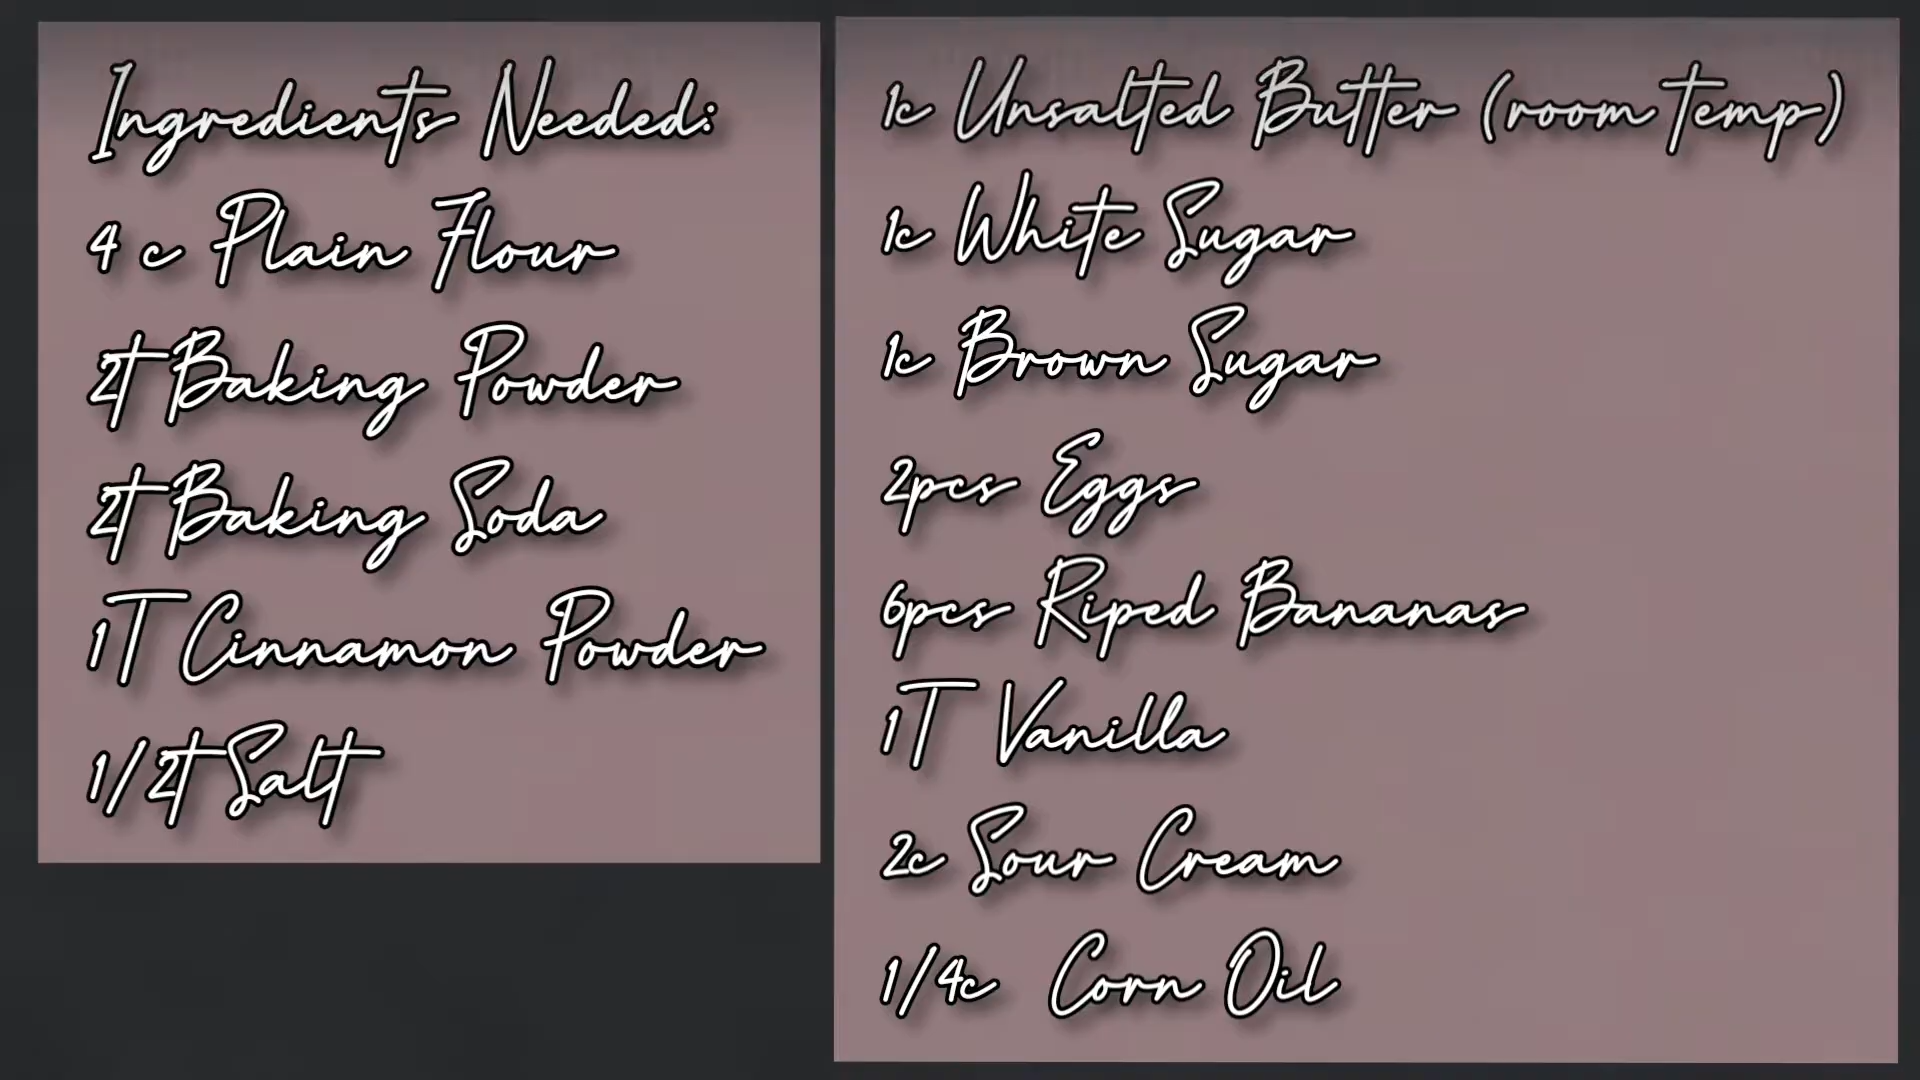 Ingredients Needed:
4 c Plain Flour
2t Baking Powder
2t Baking Soda
1T Cinnamon Powder
1/2t Salt
1c Unsalted Butter (room temp)
1c White Sugar
1c Brown Sugar
2pcs Eggs
6pcs Riped Bananas
1T Vanilla
2c Sour Cream
1/4c Corn Oil